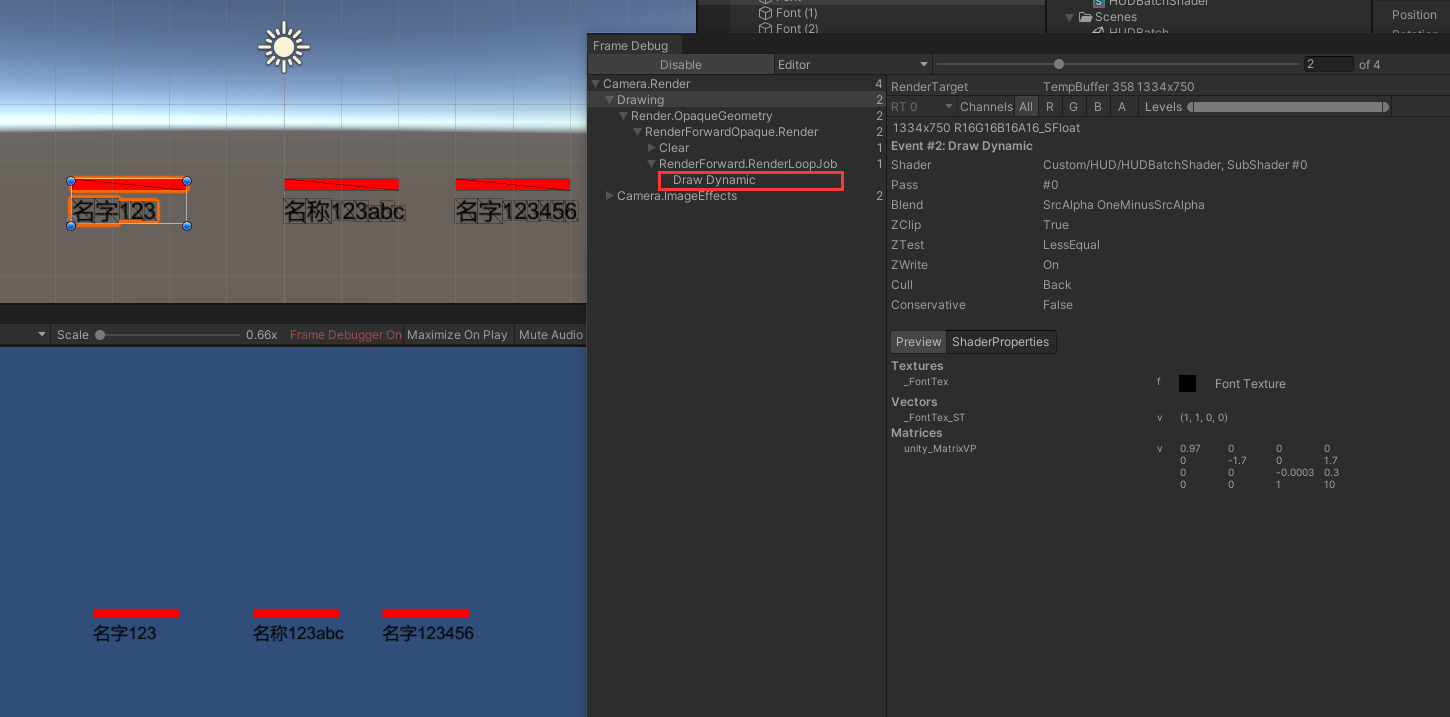 Font (1)
Font (2)
HUDBatchShader
Scenes
HUDBatch
Position
Frame Debug
Disable
Editor
2
of 4
Camera.Render
4
Drawing
2
Render.OpaqueGeometry
2
RenderForwardOpaque.Render
2
Clear
1
RenderForward.RenderLoopJob
1
Draw Dynamic
Camera.ImageEffects
2
RenderTarget
TempBuffer 358 1334x750
RT 0
Channels
All
R
G
B
A
Levels
1334x750 R16G16B16A16_SFloat
Event #2: Draw Dynamic
Shader
Custom/HUD/HUDBatchShader, SubShader #0
Pass
#0
Blend
SrcAlpha OneMinusSrcAlpha
ZClip
True
ZTest
LessEqual
ZWrite
On
Cull
Back
Conservative
False
Preview
ShaderProperties
Textures
_FontTex
f
Font Texture
Vectors
_FontTex_ST
v
(1, 1, 0, 0)
Matrices
unity_MatrixVP
v
0.97 0 0 0
0 -1.7 0 1.7
0 0 -0.0003 0.3
0 0 1 10
名字123
名称123abc
名字123456
Scale
0.66x
Frame Debugger On
Maximize On Play
Mute Audio
名字123
名称123abc
名字123456